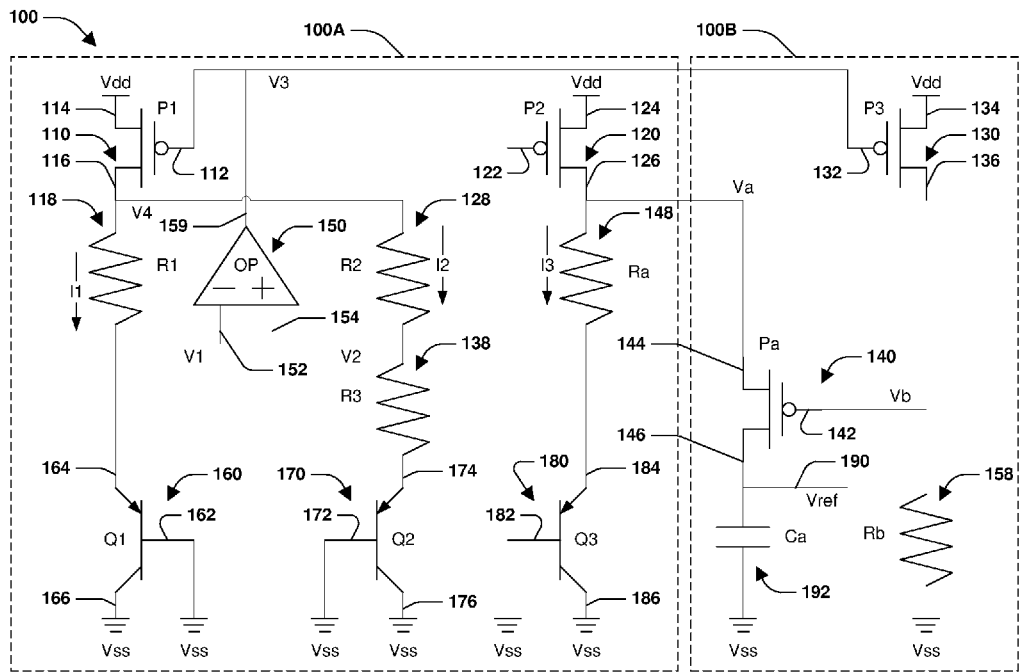 100
100A
100B
Vdd
P1
V3
P2
Vdd
P3
Vdd
114
124
134
110
120
130
116
112
122
126
132
136
118
V4
128
Va
159
150
148
R1
OP
R2
I2
I3
Ra
I1
154
V1
152
V2
138
144
Pa
140
R3
Vb
146
142
164
160
174
180
184
190
158
162
170
172
182
Vref
Q1
Q2
Q3
Ca
Rb
166
176
186
192
Vss
Vss
Vss
Vss
Vss
Vss
Vss
Vss